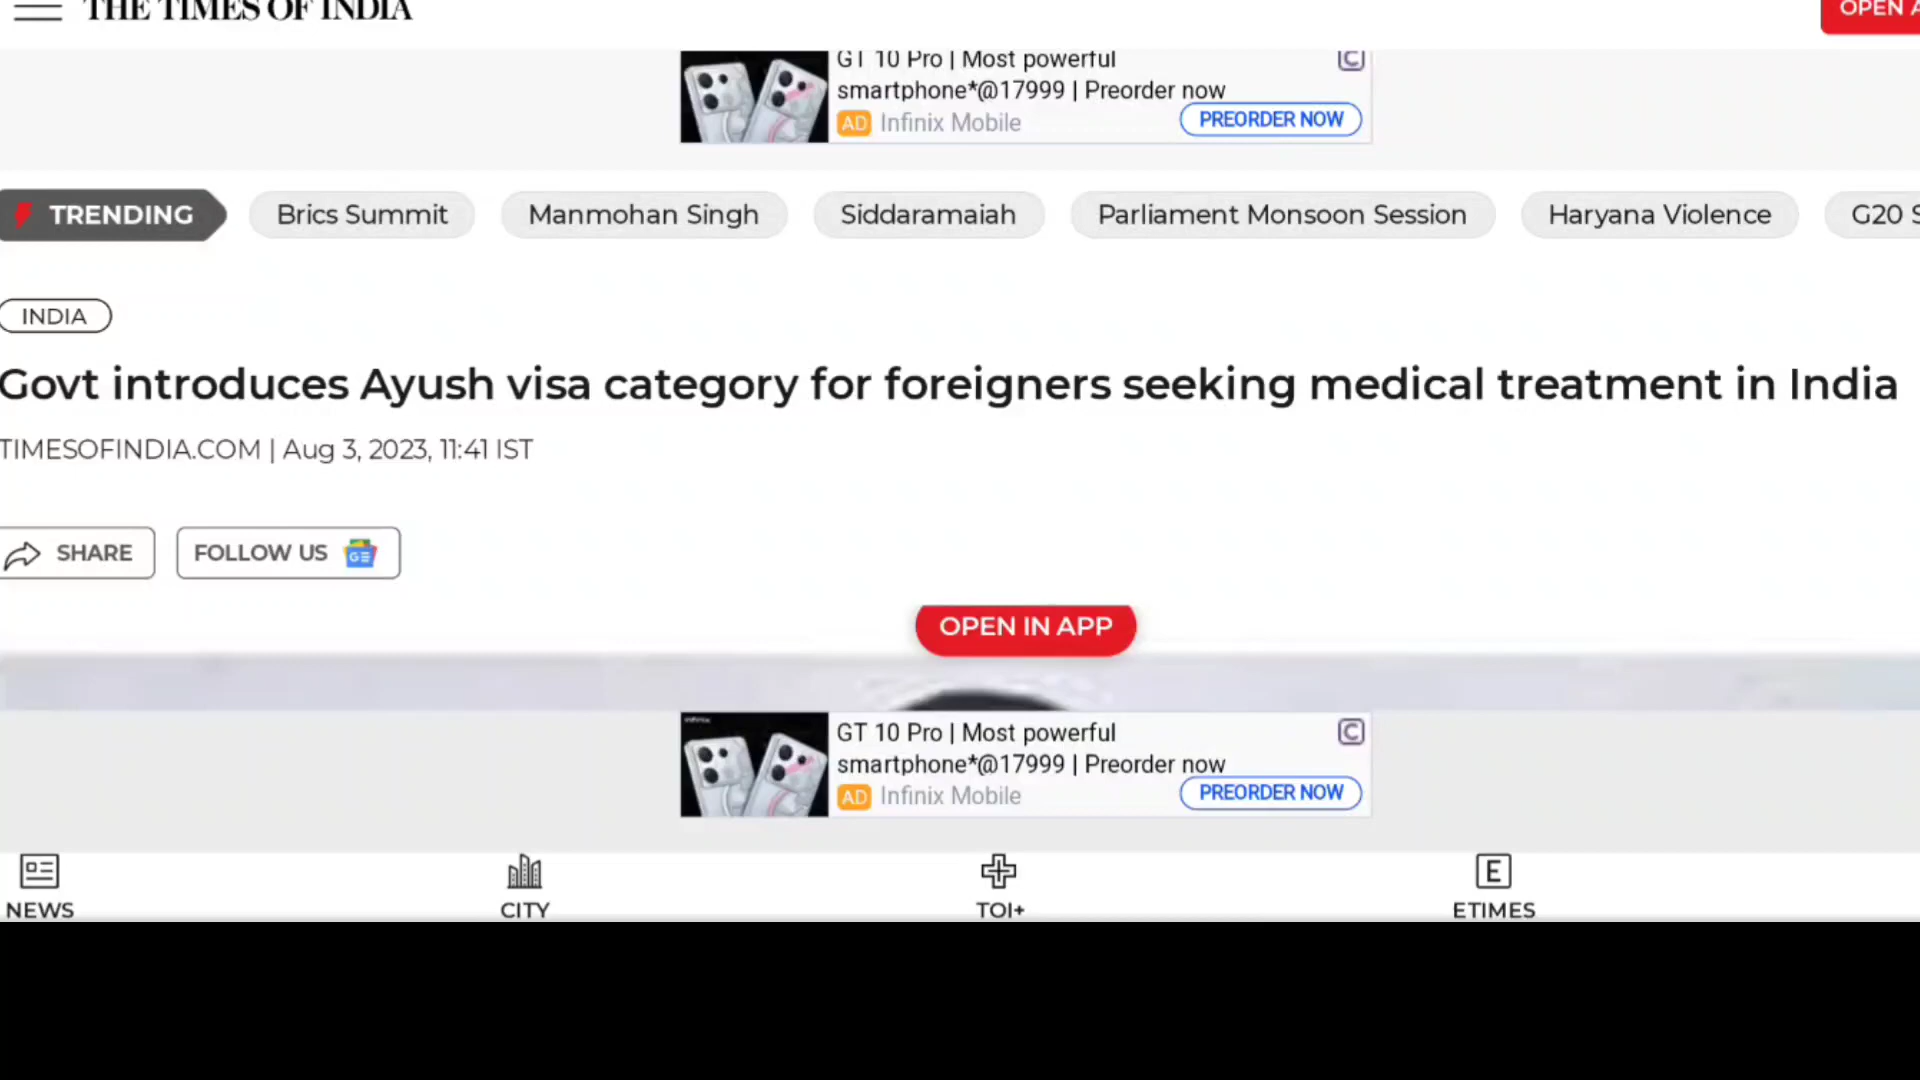 THE TIMES OF INDIA
OPEN
GT 10 Pro | Most powerful
smartphone*@17999 | Preorder now
AD Infinix Mobile
PREORDER NOW
TRENDING
Brics Summit
Manmohan Singh
Siddaramaiah
Parliament Monsoon Session
Haryana Violence
G20
INDIA
Govt introduces Ayush visa category for foreigners seeking medical treatment in India
TIMESOFINDIA.COM | Aug 3, 2023, 11:41 IST
SHARE
FOLLOW US
OPEN IN APP
GT 10 Pro | Most powerful
smartphone*@17999 | Preorder now
AD Infinix Mobile
PREORDER NOW
NEWS
CITY
TOI+
ETIMES